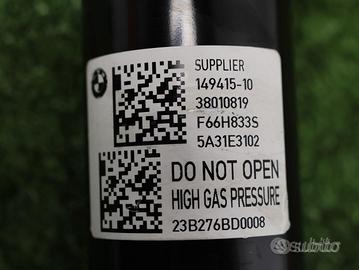 SUPPLIER
149415-10
38010819
F66H833S
5A31E3102
DO NOT OPEN
HIGH GAS PRESSURE
23B276BD0008
subito